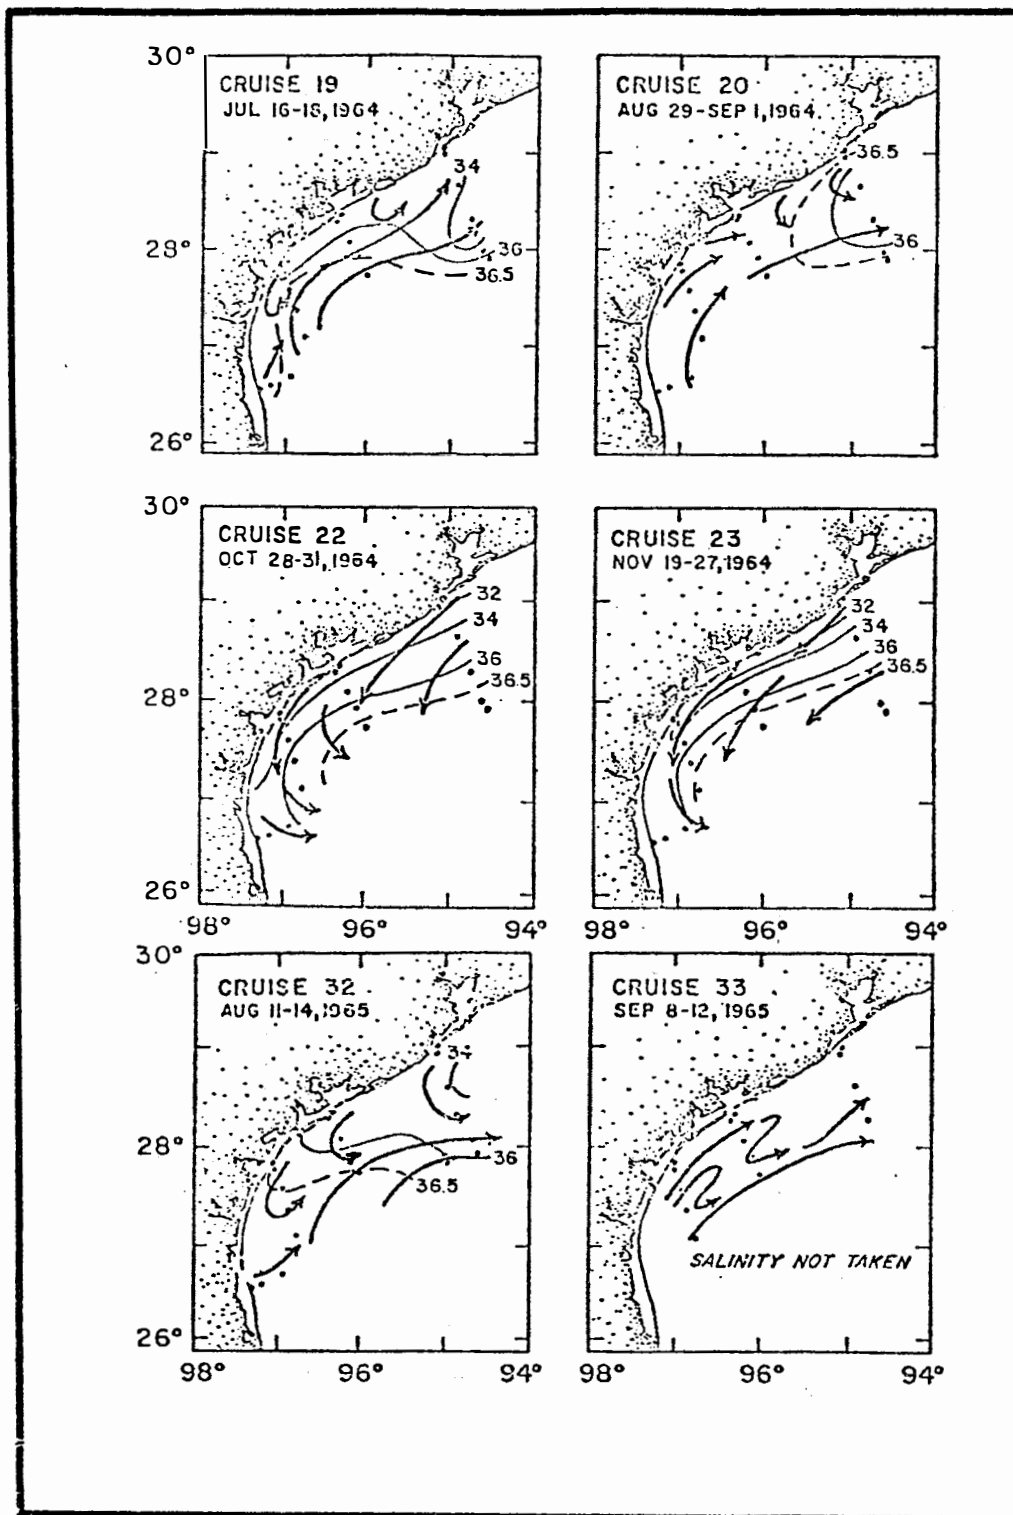 30°
CRUISE 19
JUL 16-18, 1964
34
28°
36
36.5
26°
CRUISE 20
AUG 29-SEP 1, 1964
36.5
36
30°
CRUISE 22
OCT 28-31, 1964
32
34
36
36.5
28°
26°
98° 96° 94°
CRUISE 23
NOV 19-27, 1964
32
34
36
36.5
98° 96° 94°
30°
CRUISE 32
AUG 11-14, 1965
34
28°
36
36.5
26°
98° 96° 94°
CRUISE 33
SEP 8-12, 1965
SALINITY NOT TAKEN
98° 96° 94°